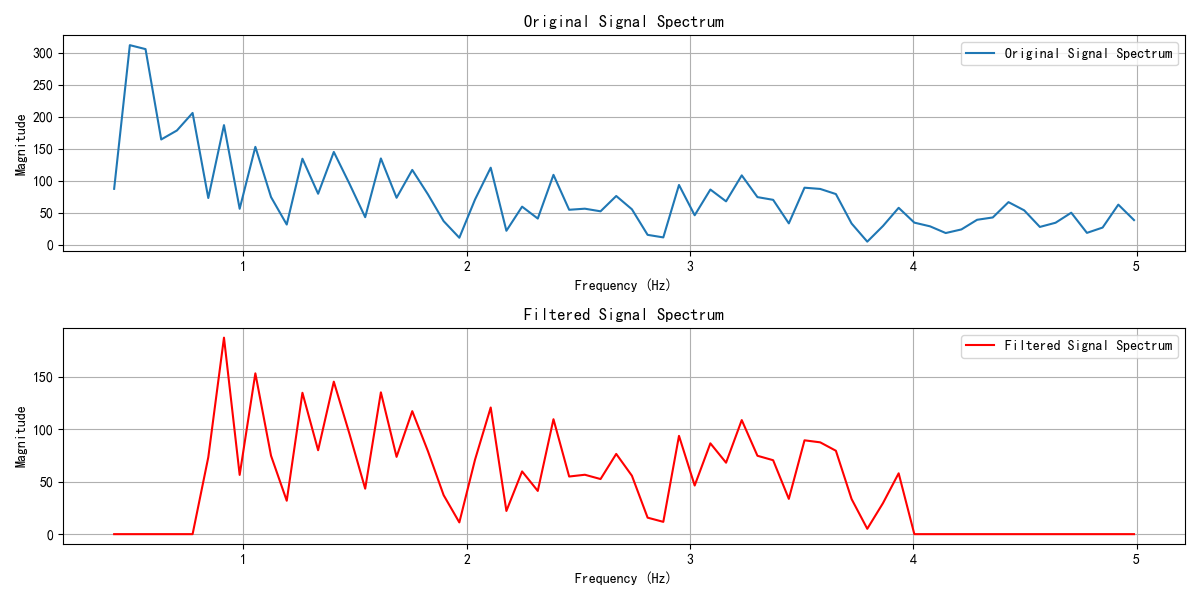 Original Signal Spectrum
Original Signal Spectrum
Magnitude
300
250
200
150
100
50
0
1 2 3 4 5
Frequency (Hz)
Filtered Signal Spectrum
Filtered Signal Spectrum
Magnitude
150
100
50
0
1 2 3 4 5
Frequency (Hz)